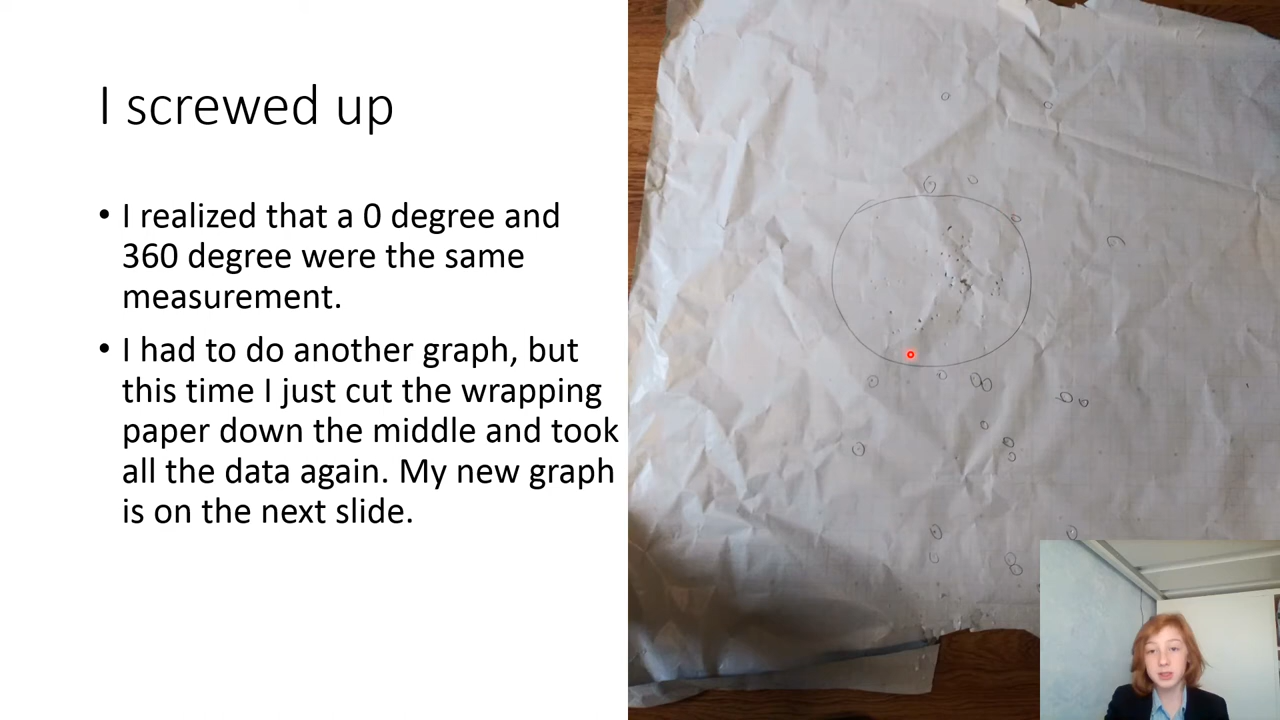 I screwed up
• I realized that a 0 degree and
360 degree were the same
measurement.
• I had to do another graph, but
this time I just cut the wrapping
paper down the middle and took
all the data again. My new graph
is on the next slide.